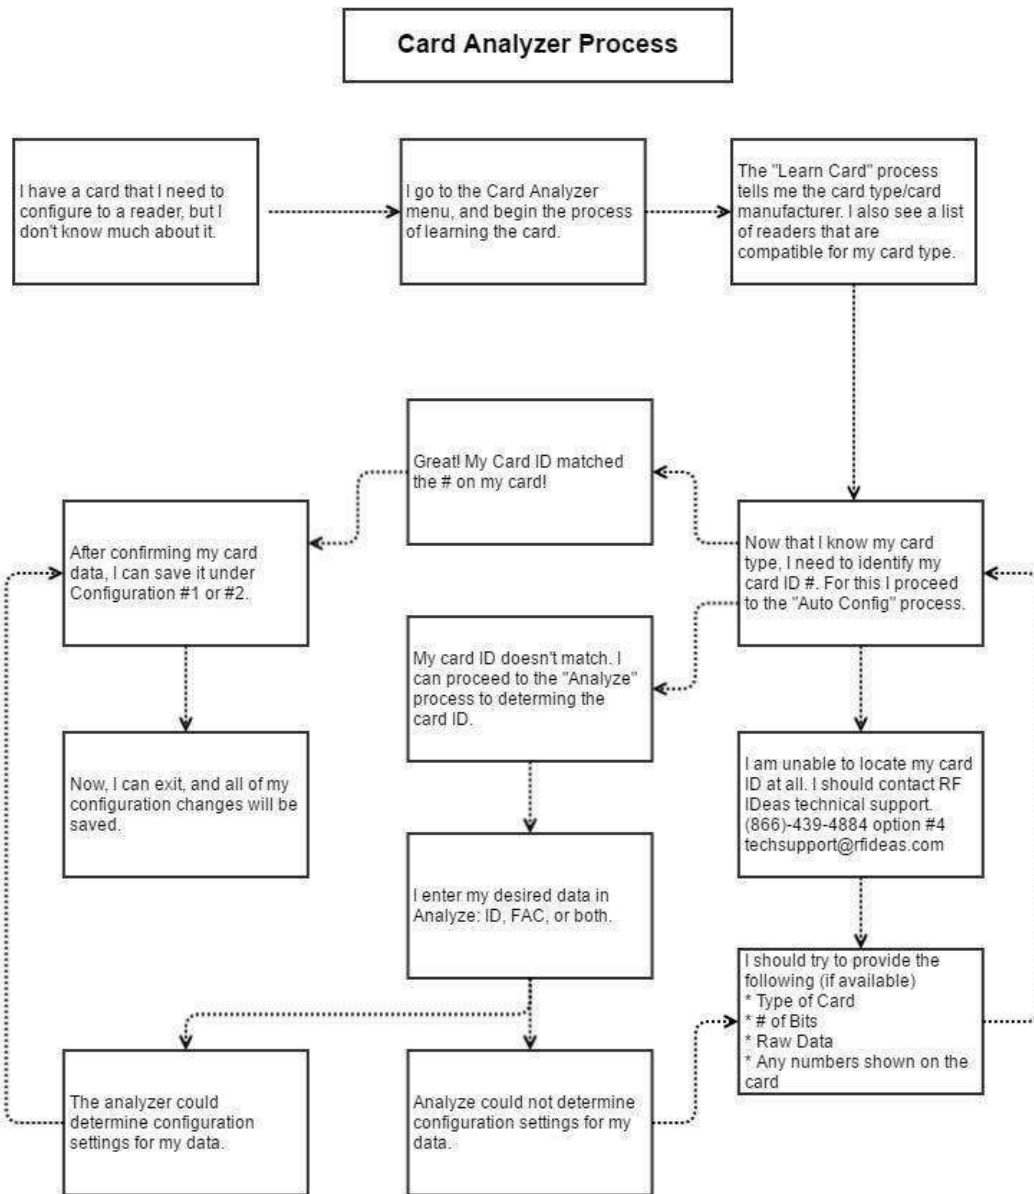 Card Analyzer Process
I have a card that I need to
configure to a reader, but I
don't know much about it.
I go to the Card Analyzer
menu, and begin the process
of learning the card.
The "Learn Card" process
tells me the card type/card
manufacturer. I also see a list
of readers that are
compatible for my card type.
Great! My Card ID matched
the # on my card!
After confirming my card
data, I can save it under
Configuration #1 or #2.
Now that I know my card
type, I need to identify my
card ID #. For this I proceed
to the "Auto Config" process.
My card ID doesn't match. I
can proceed to the "Analyze"
process to determing the
card ID.
Now, I can exit, and all of my
configuration changes will be
saved.
I am unable to locate my card
ID at all. I should contact RF
IDeas technical support.
(866)-439-4884 option #4
techsupport@rfideas.com
I enter my desired data in
Analyze: ID, FAC, or both.
I should try to provide the
following (if available)
* Type of Card
* # of Bits
* Raw Data
* Any numbers shown on the
card
The analyzer could
determine configuration
settings for my data.
Analyze could not determine
configuration settings for my
data.